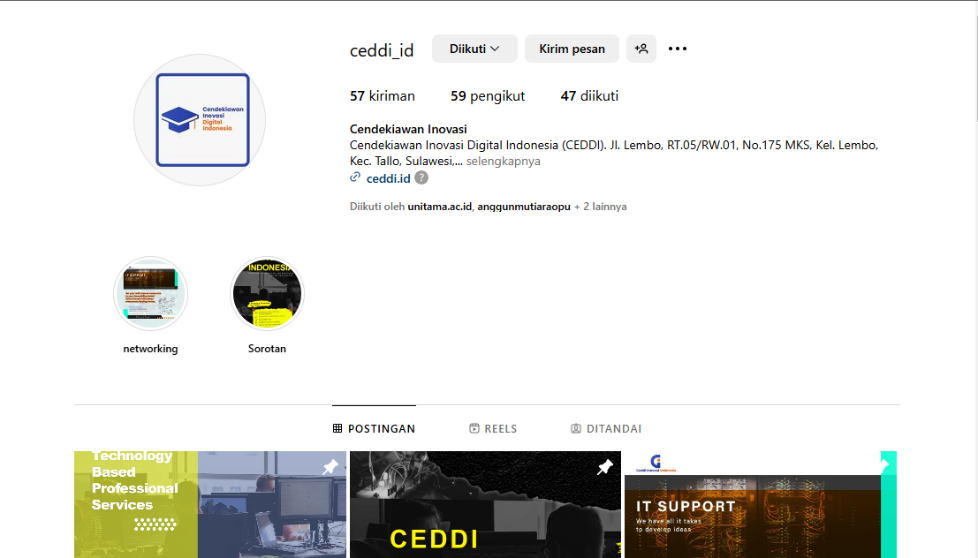 ceddi_id
Diikuti
Kirim pesan
57 kiriman
59 pengikut
47 diikuti
Cendekiawan
Inovasi
Digital
Indonesia
Cendekiawan Inovasi
Cendekiawan Inovasi Digital Indonesia (CEDDI). Jl. Lembo, RT.05/RW.01, No.175 MKS, Kel. Lembo,
Kec. Tallo, Sulawesi,... selengkapnya
ceddi.id ?
Diikuti oleh unitama.ac.id, anggunmutiaraopu + 2 lainnya
INDONESIA
networking
Sorotan
POSTINGAN
REELS
DITANDAI
Technology
Based
Professional
Services
CEDDI
IT SUPPORT
We have all it takes
to develop ideas